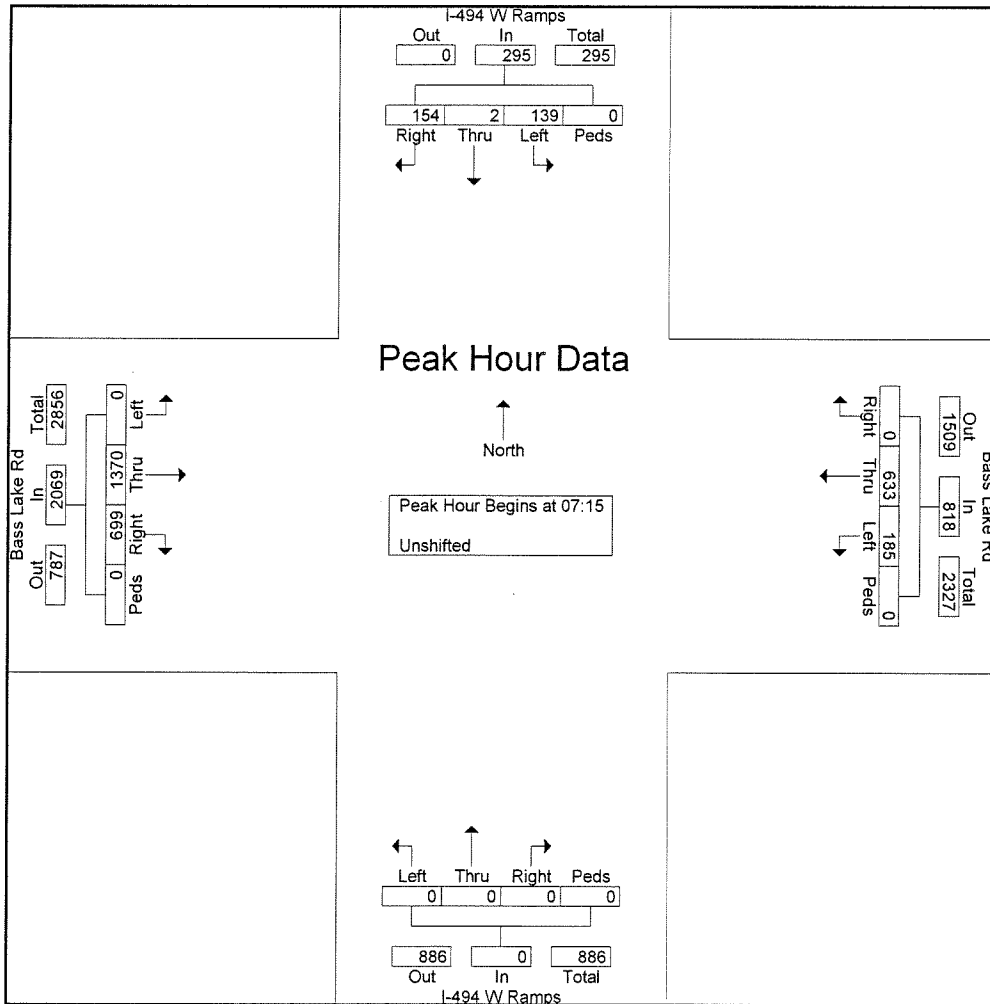 I-494 W Ramps
Out In Total
0 295 295
154 2 139 0
Right Thru Left Peds
Peak Hour Data
North
Peak Hour Begins at 07:15
Unshifted
Bass Lake Rd
Out In Total
787 2069 2856
0 1370 699 0
Left Thru Right Peds
Bass Lake Rd
Out In Total
1509 818 2327
0 633 185 0
Right Thru Left Peds
Left Thru Right Peds
0 0 0 0
886 0 886
Out In Total
I-494 W Ramps